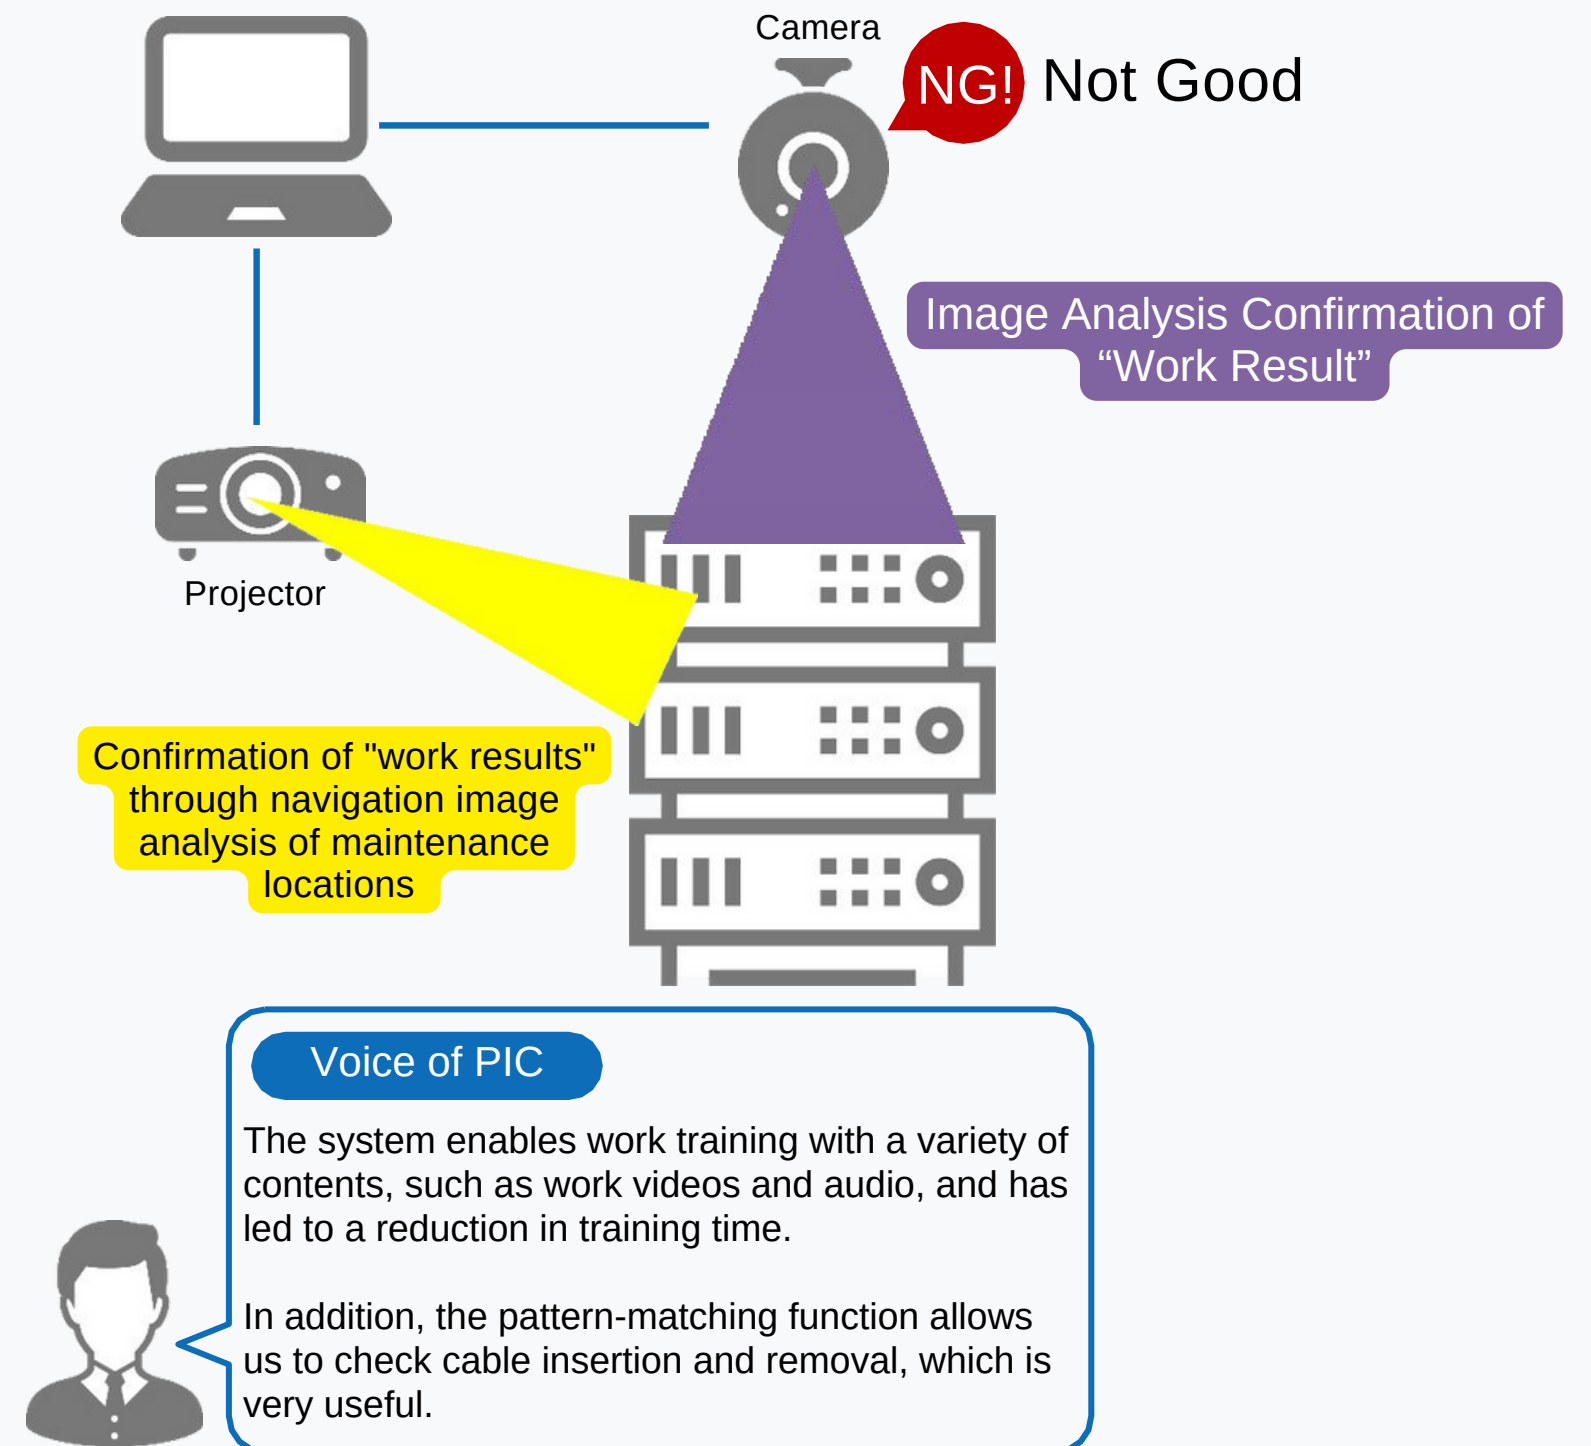 Camera
NG! Not Good
Image Analysis Confirmation of
“Work Result”
Projector
Confirmation of "work results"
through navigation image
analysis of maintenance
locations
Voice of PIC
The system enables work training with a variety of
contents, such as work videos and audio, and has
led to a reduction in training time.
In addition, the pattern-matching function allows
us to check cable insertion and removal, which is
very useful.